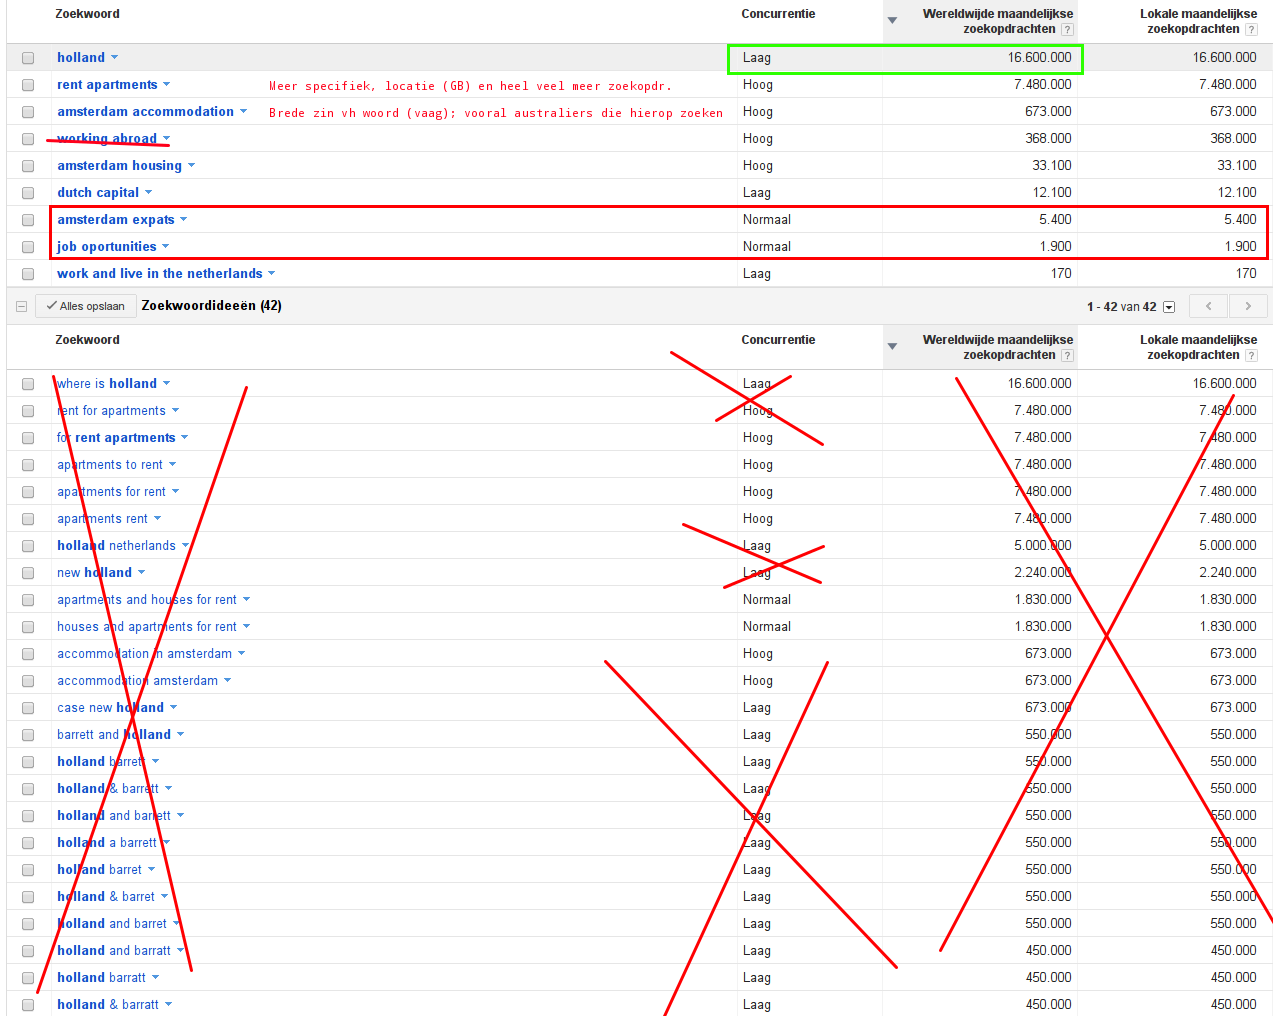 Zoekwoord Concurrentie Wereldwijde maandelijkse zoekopdrachten ? Lokale maandelijkse zoekopdrachten ?
holland Laag 16.600.000 16.600.000
rent apartments Meer specifiek, locatie (GB) en heel veel meer zoekopdr. Hoog 7.480.000 7.480.000
amsterdam accommodation Brede zin vh woord (vaag); vooral australiers die hierop zoeken Hoog 673.000 673.000
working abroad Hoog 368.000 368.000
amsterdam housing Hoog 33.100 33.100
dutch capital Laag 12.100 12.100
amsterdam expats Normaal 5.400 5.400
job oportunities Normaal 1.900 1.900
work and live in the netherlands Laag 170 170
Alles opslaan Zoekwoordideeën (42) 1 - 42 van 42
Zoekwoord Concurrentie Wereldwijde maandelijkse zoekopdrachten ? Lokale maandelijkse zoekopdrachten ?
where is holland Laag 16.600.000 16.600.000
rent for apartments Hoog 7.480.000 7.480.000
for rent apartments Hoog 7.480.000 7.480.000
apartments to rent Hoog 7.480.000 7.480.000
apartments for rent Hoog 7.480.000 7.480.000
apartments rent Hoog 7.480.000 7.480.000
holland netherlands Laag 5.000.000 5.000.000
new holland Laag 2.240.000 2.240.000
apartments and houses for rent Normaal 1.830.000 1.830.000
houses and apartments for rent Normaal 1.830.000 1.830.000
accommodation in amsterdam Hoog 673.000 673.000
accommodation amsterdam Hoog 673.000 673.000
case new holland Laag 673.000 673.000
barrett and holland Laag 550.000 550.000
holland barrett Laag 550.000 550.000
holland & barrett Laag 550.000 550.000
holland and barrett Laag 550.000 550.000
holland a barrett Laag 550.000 550.000
holland barret Laag 550.000 550.000
holland & barret Laag 550.000 550.000
holland and barret Laag 550.000 550.000
holland and barratt Laag 450.000 450.000
holland barratt Laag 450.000 450.000
holland & barratt Laag 450.000 450.000